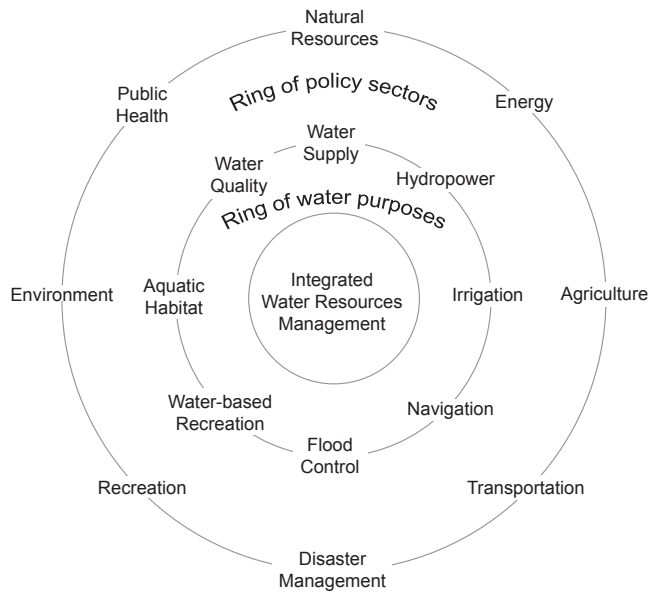 Natural
Resources
Public
Health
Ring of policy sectors
Energy
Water
Supply
Water
Quality
Hydropower
Ring of water purposes
Environment
Aquatic
Habitat
Integrated
Water Resources
Management
Irrigation
Agriculture
Water-based
Recreation
Navigation
Flood
Control
Recreation
Transportation
Disaster
Management